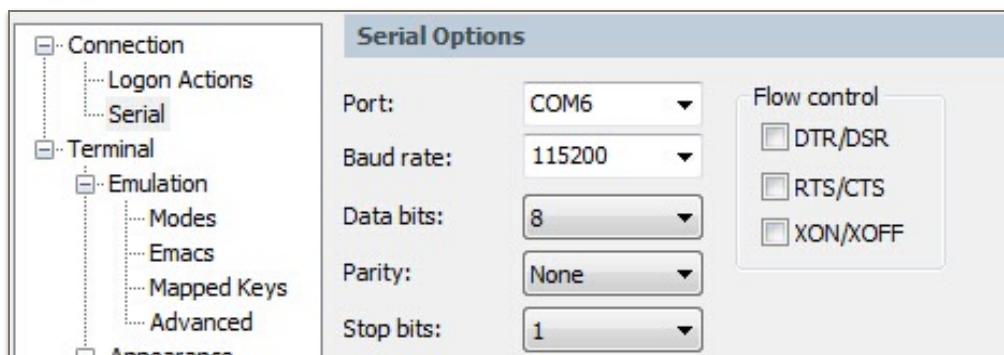 Connection
Logon Actions
Serial
Terminal
Emulation
Modes
Emacs
Mapped Keys
Advanced
Appearance
Serial Options
Port: COM6
Baud rate: 115200
Data bits: 8
Parity: None
Stop bits: 1
Flow control
DTR/DSR
RTS/CTS
XON/XOFF